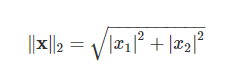 ‖𝐱‖₂ = √(|x₁|² + |x₂|²)